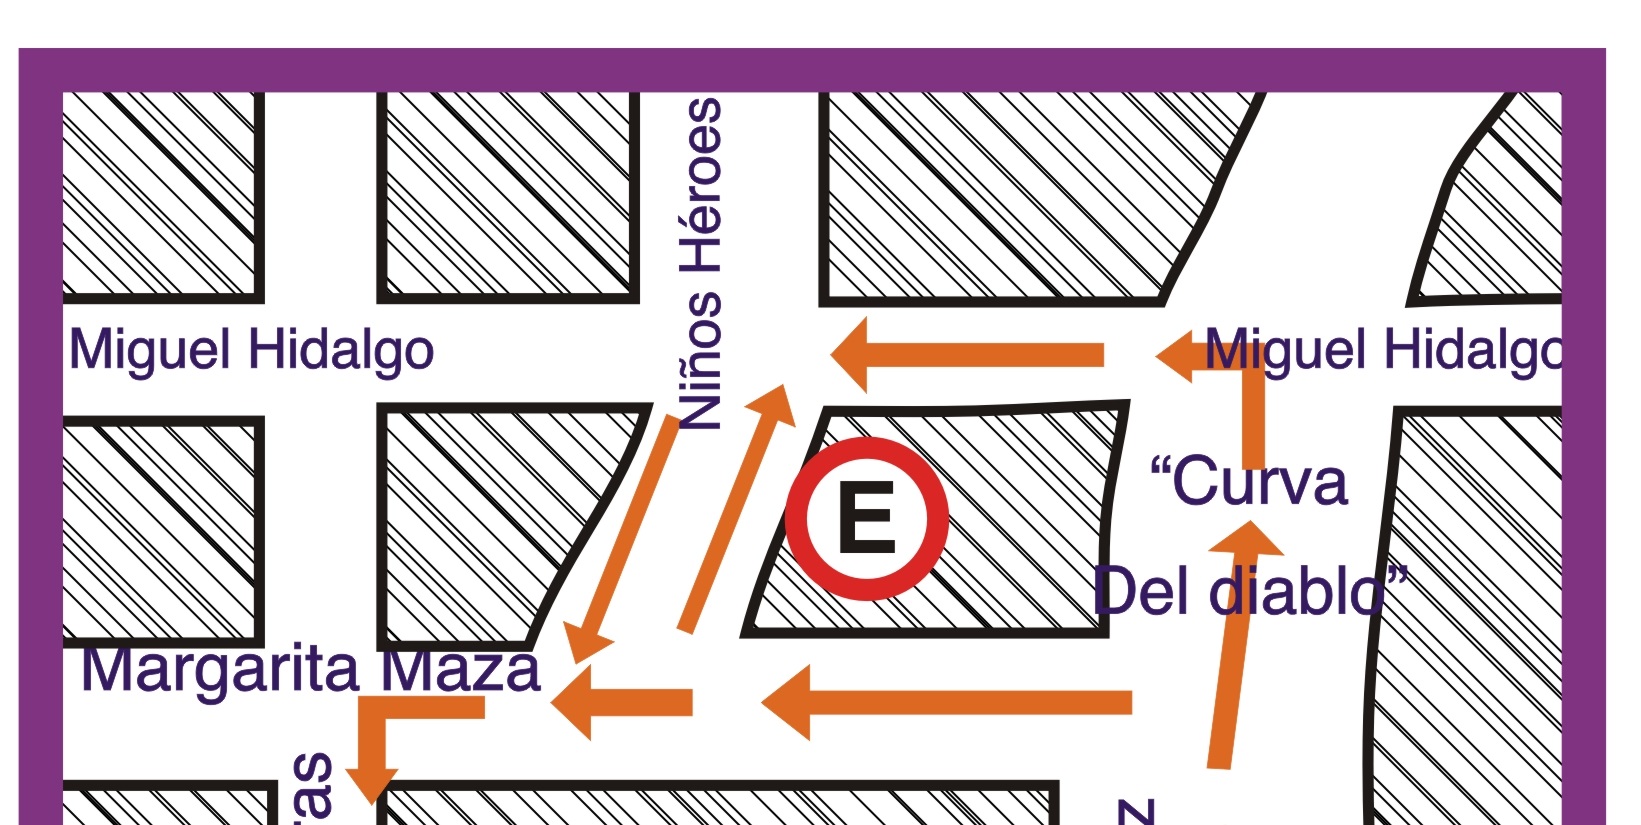 Niños Héroes
Miguel Hidalgo
Miguel Hidalgo
“Curva
Del diablo”
E
Margarita Maza